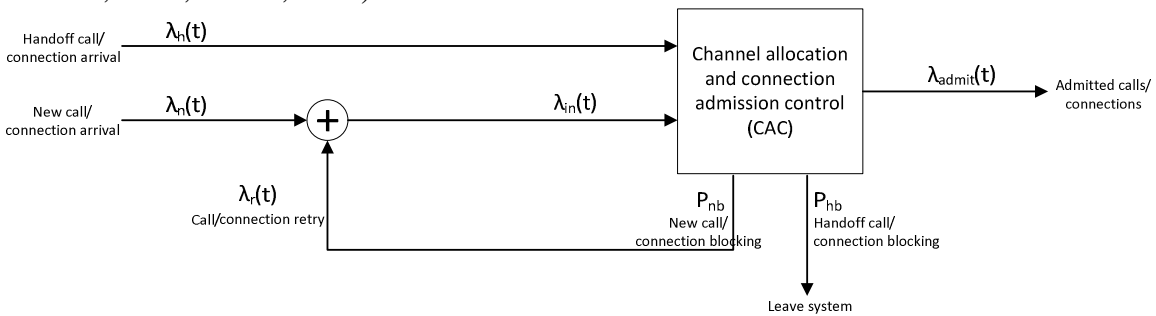 Handoff call/
connection arrival
λh(t)
Channel allocation
and connection
admission control
(CAC)
λadmit(t)
Admitted calls/
connections
New call/
connection arrival
λn(t)
+
λin(t)
λr(t)
Call/connection retry
Pnb
New call/
connection blocking
Phb
Handoff call/
connection blocking
Leave system